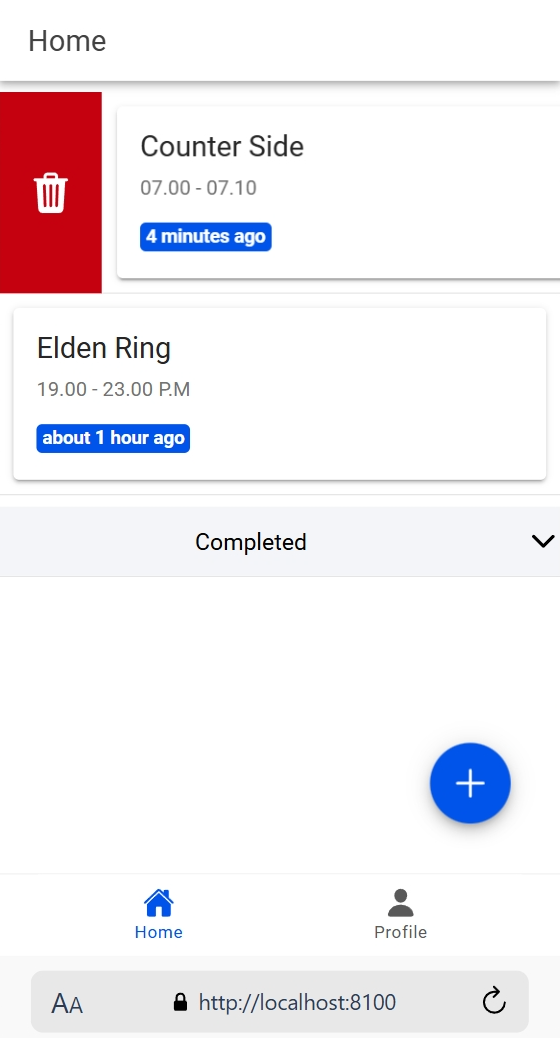 Home
Counter Side
07.00 - 07.10
4 minutes ago
Elden Ring
19.00 - 23.00 P.M
about 1 hour ago
Completed
Home
Profile
AA
http://localhost:8100